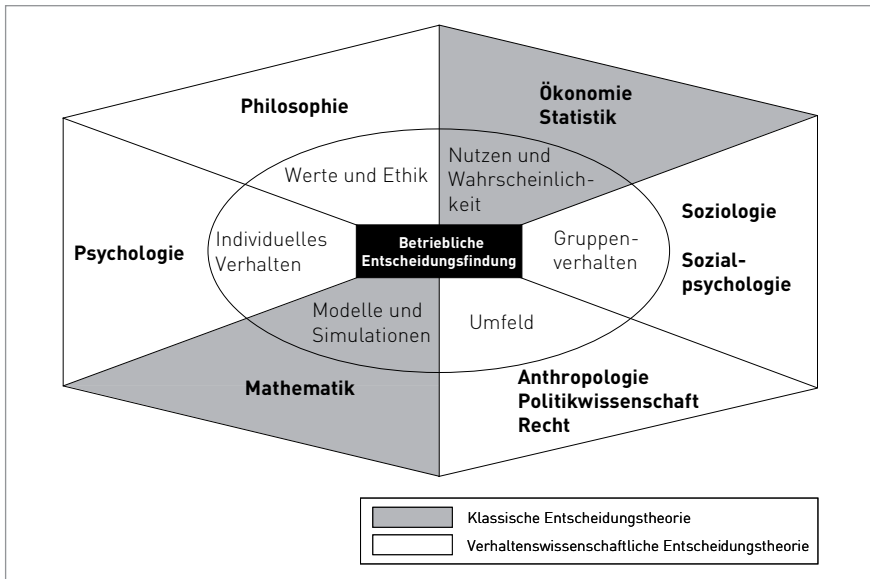 Philosophie
Ökonomie
Statistik
Werte und Ethik
Nutzen und
Wahrscheinlich-
keit
Psychologie
Individuelles
Verhalten
Betriebliche
Entscheidungsfindung
Gruppen-
verhalten
Soziologie
Sozial-
psychologie
Modelle und
Simulationen
Umfeld
Mathematik
Anthropologie
Politikwissenschaft
Recht
Klassische Entscheidungstheorie
Verhaltenswissenschaftliche Entscheidungstheorie